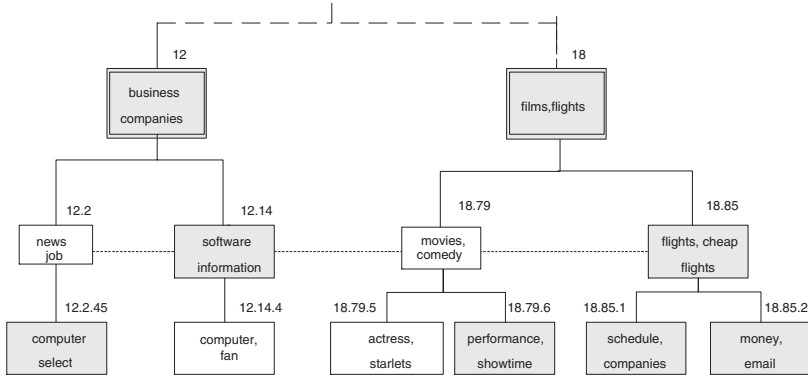 12
18
business
companies
films,flights
12.2
12.14
18.79
18.85
news
job
software
information
movies,
comedy
flights, cheap
flights
12.2.45
12.14.4
18.79.5
18.79.6
18.85.1
18.85.2
computer
select
computer,
fan
actress,
starlets
performance,
showtime
schedule,
companies
money,
email